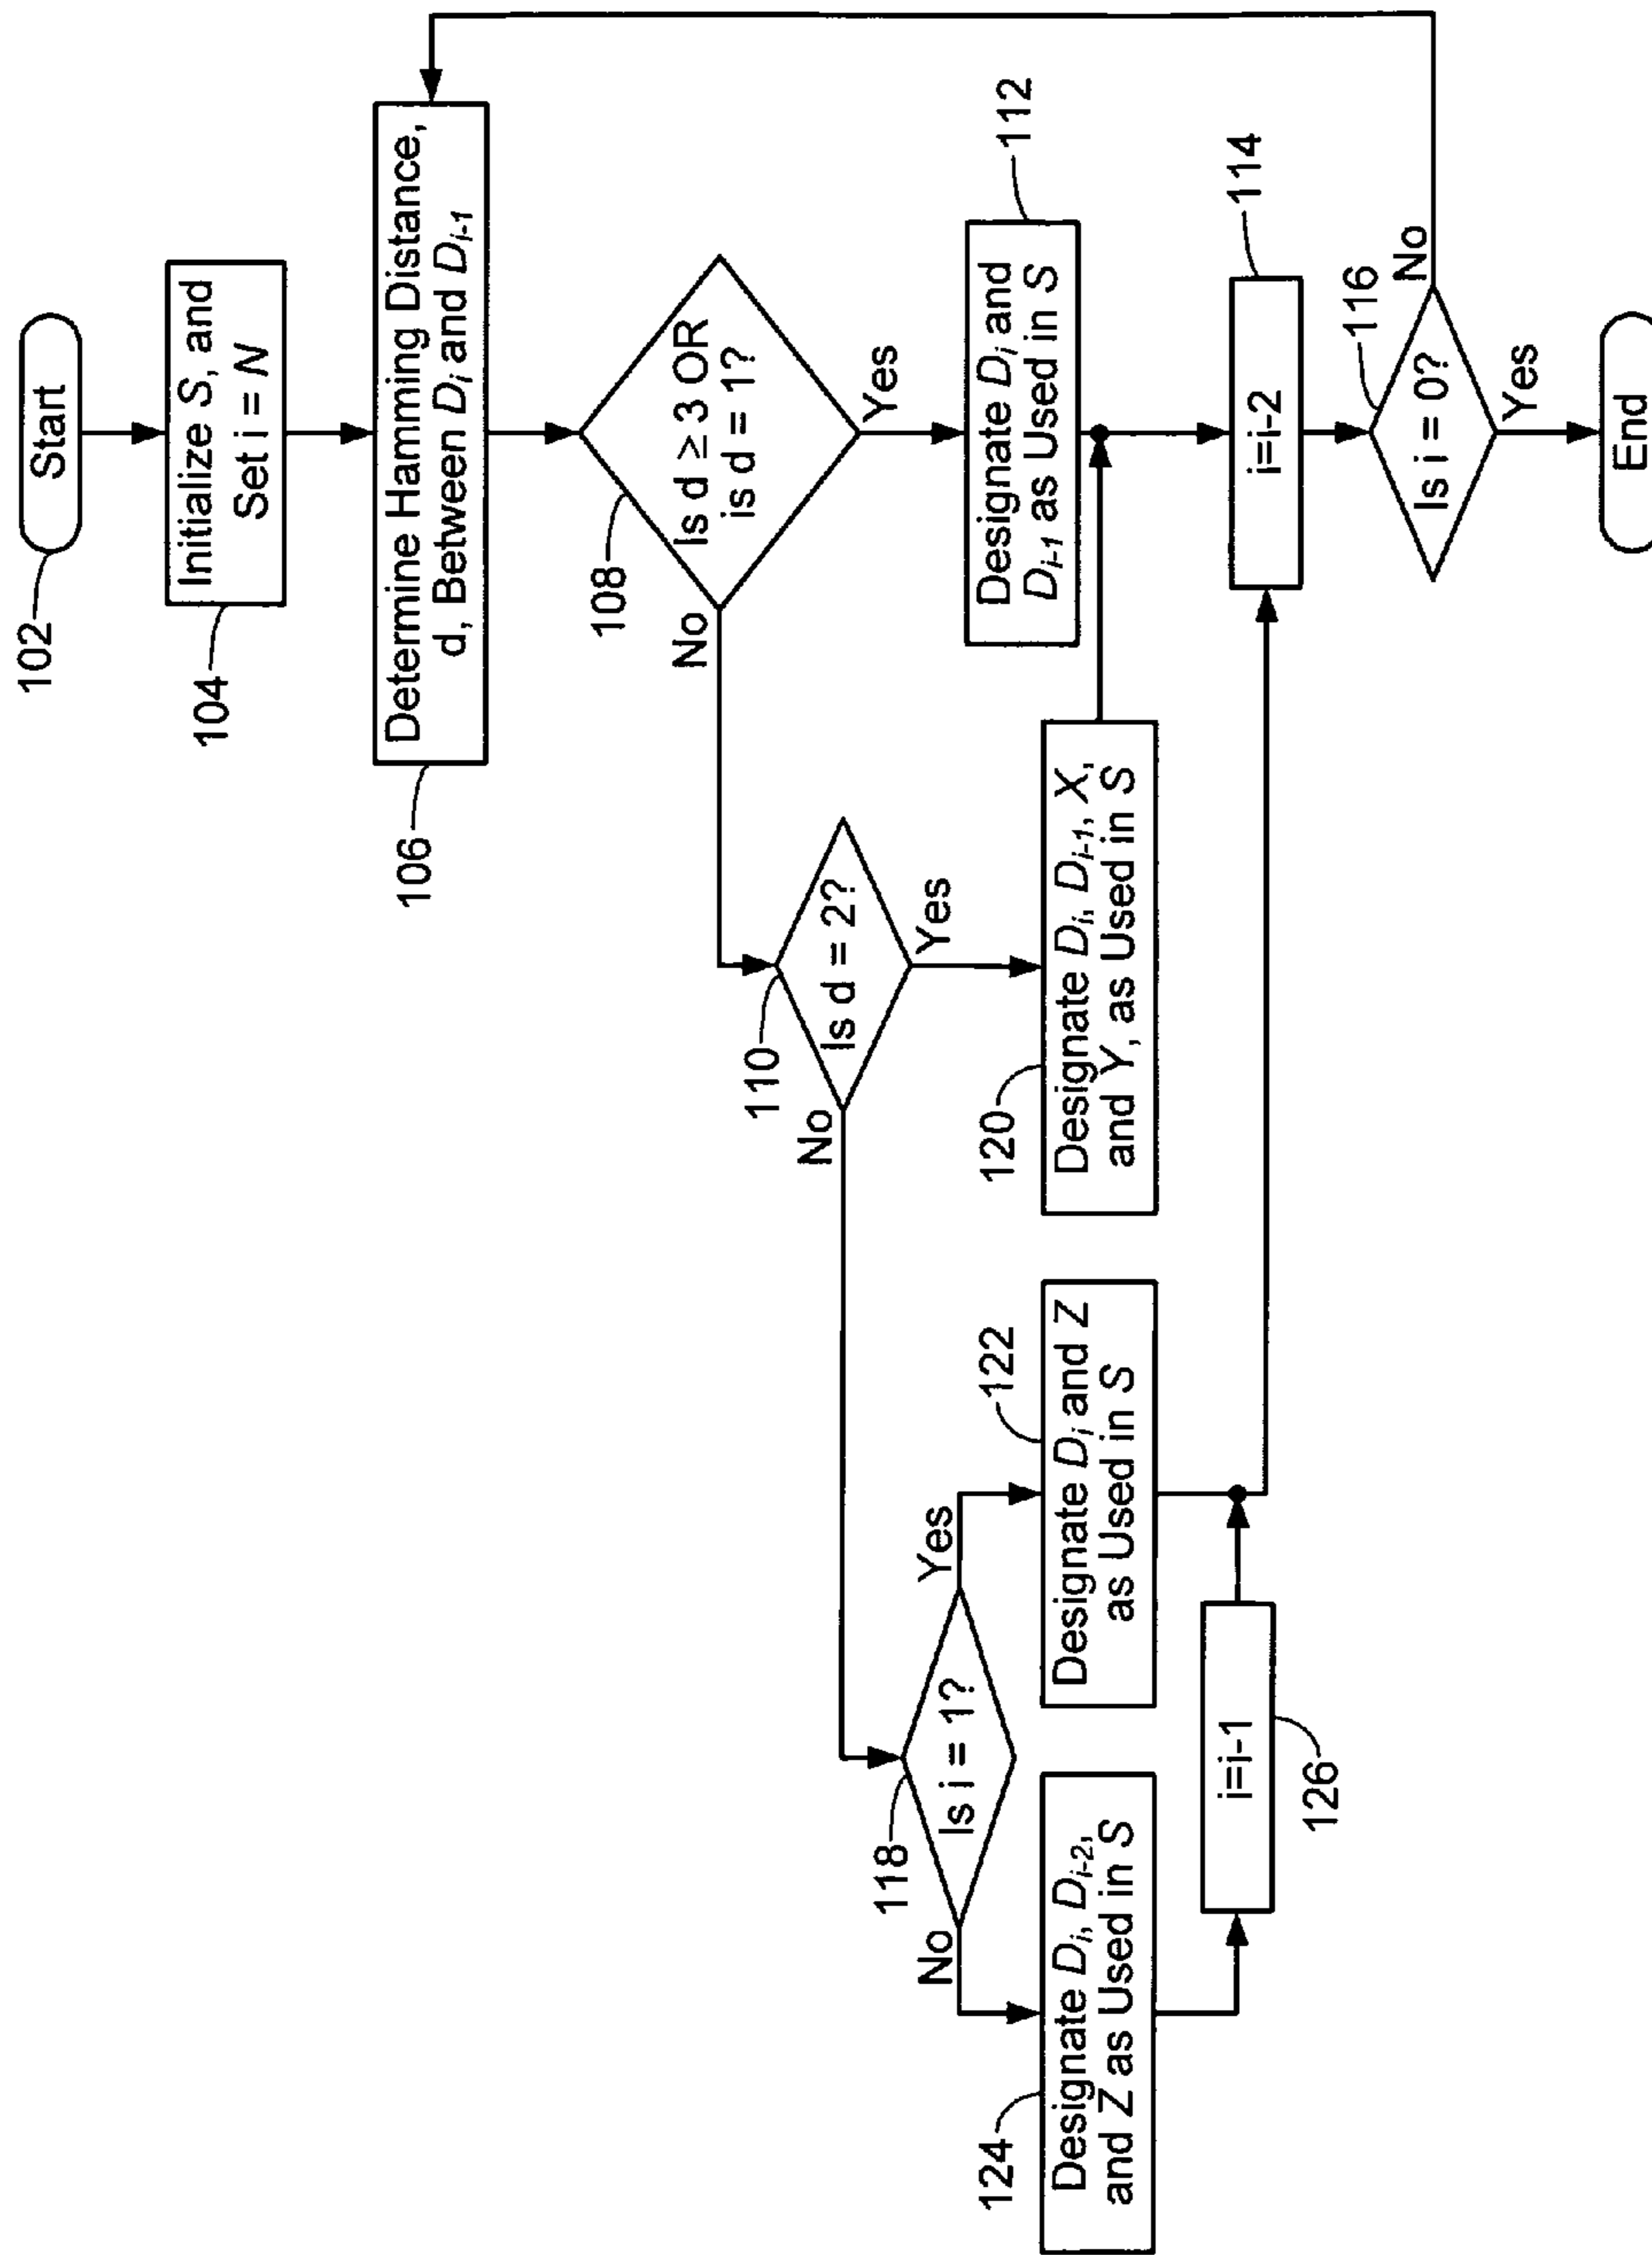 Start
102
Initialize S, and
Set i = N
104
Determine Hamming Distance,
d, Between Di and Di-1
106
Is d ≥ 3 OR
is d = 1?
108
No
Yes
Is d = 2?
110
No
Yes
Designate Di and
Di-1 as Used in S
112
Is i = 1?
118
No
Yes
Designate Di, Di-2,
and Z as Used in S
124
Designate Di and Z
as Used in S
122
Designate Di, Di-1, X,
and Y, as Used in S
120
i=i-1
126
i=i-2
114
Is i = 0?
116
No
Yes
End